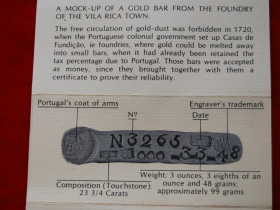 A MOCK-UP OF A GOLD BAR FROM THE FOUNDRY
OF THE VILA RICA TOWN.
The free circulation of gold-dust was forbidden in 1720,
when the Portuguese colonial government set up Casas de
Fundição, ie foundries, where gold could be melted away
into small bars, when it had already been retained the
tax percentage due to Portugal. Those bars were accepted
as money, since they brought together with them a
certificate to prove their reliability.
Portugal's coat of arms
Engraver's trademark
Nº
Date
N3265
1000
Composition (Touchstone):
23 3/4 Carats
Weight: 3 ounces, 3 eighths of an
ounce and 48 grains:
approximately 99 grams.